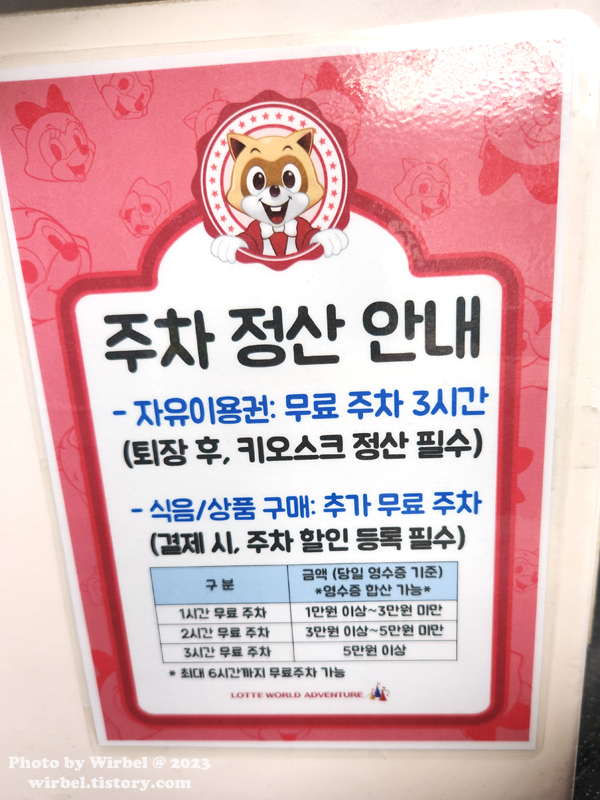 주차 정산 안내
- 자유이용권: 무료 주차 3시간
(퇴장 후, 키오스크 정산 필수)
- 식음/상품 구매: 추가 무료 주차
(결제 시, 주차 할인 등록 필수)
구 분 금액 (당일 영수증 기준)
*영수증 합산 가능*
1시간 무료 주차 1만원 이상~3만원 미만
2시간 무료 주차 3만원 이상~5만원 미만
3시간 무료 주차 5만원 이상
* 최대 6시간까지 무료주차 가능
LOTTE WORLD ADVENTURE
Photo by Wirbel @ 2023
wirbel.tistory.com